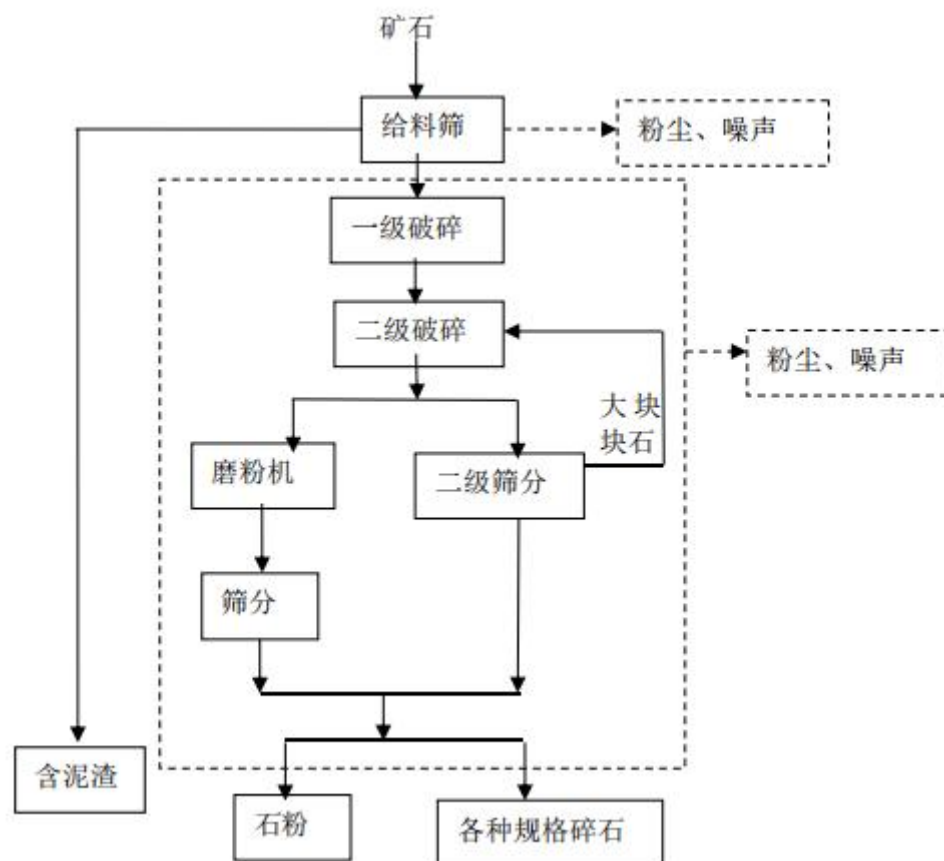 矿石
给料筛
粉尘、噪声
一级破碎
二级破碎
粉尘、噪声
大块
块石
磨粉机
二级筛分
筛分
含泥渣
石粉
各种规格碎石